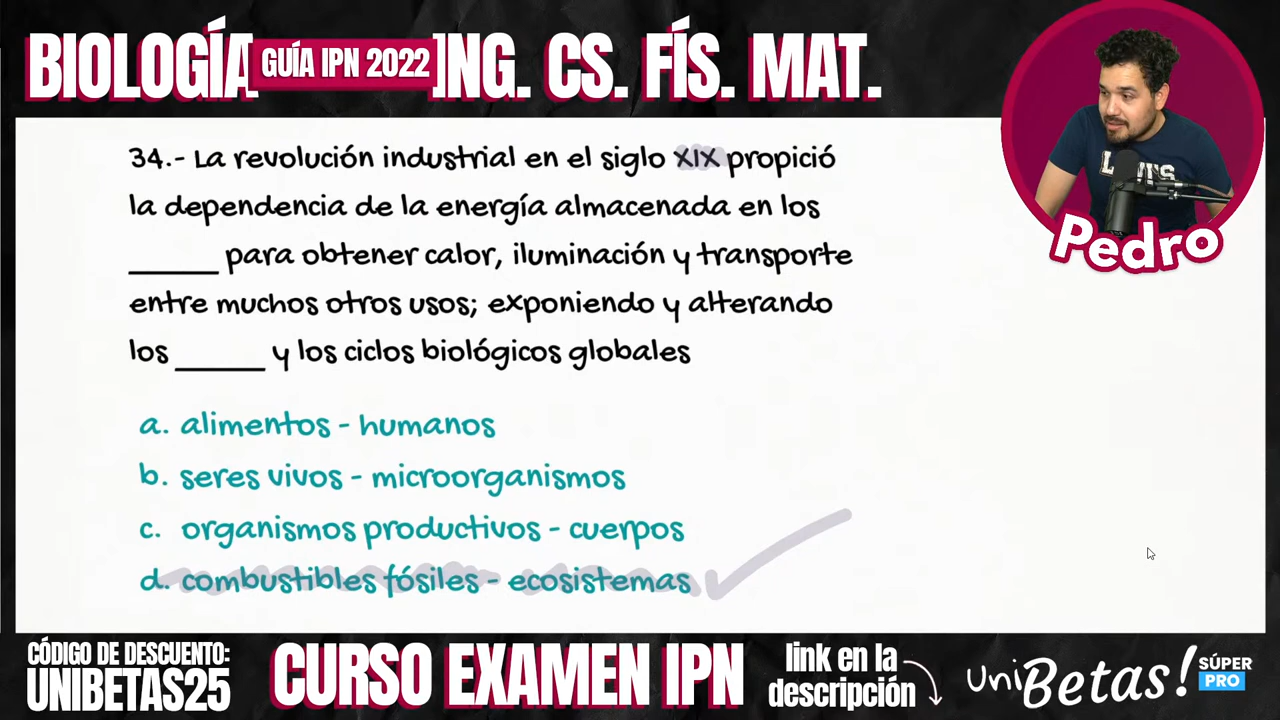 BIOLOGÍA[GUÍA IPN 2022]ING. CS. FÍS. MAT.
34.- La revolución industrial en el siglo XIX propició
la dependencia de la energía almacenada en los
______ para obtener calor, iluminación y transporte
entre muchos otros usos; exponiendo y alterando
los ______ y los ciclos biológicos globales
a. alimentos - humanos
b. seres vivos - microorganismos
c. organismos productivos - cuerpos
d. combustibles fósiles - ecosistemas
Pedro
CÓDIGO DE DESCUENTO:
UNIBETAS25
CURSO EXAMEN IPN
link en la
descripción
uniBetas!
SÚPER
PRO